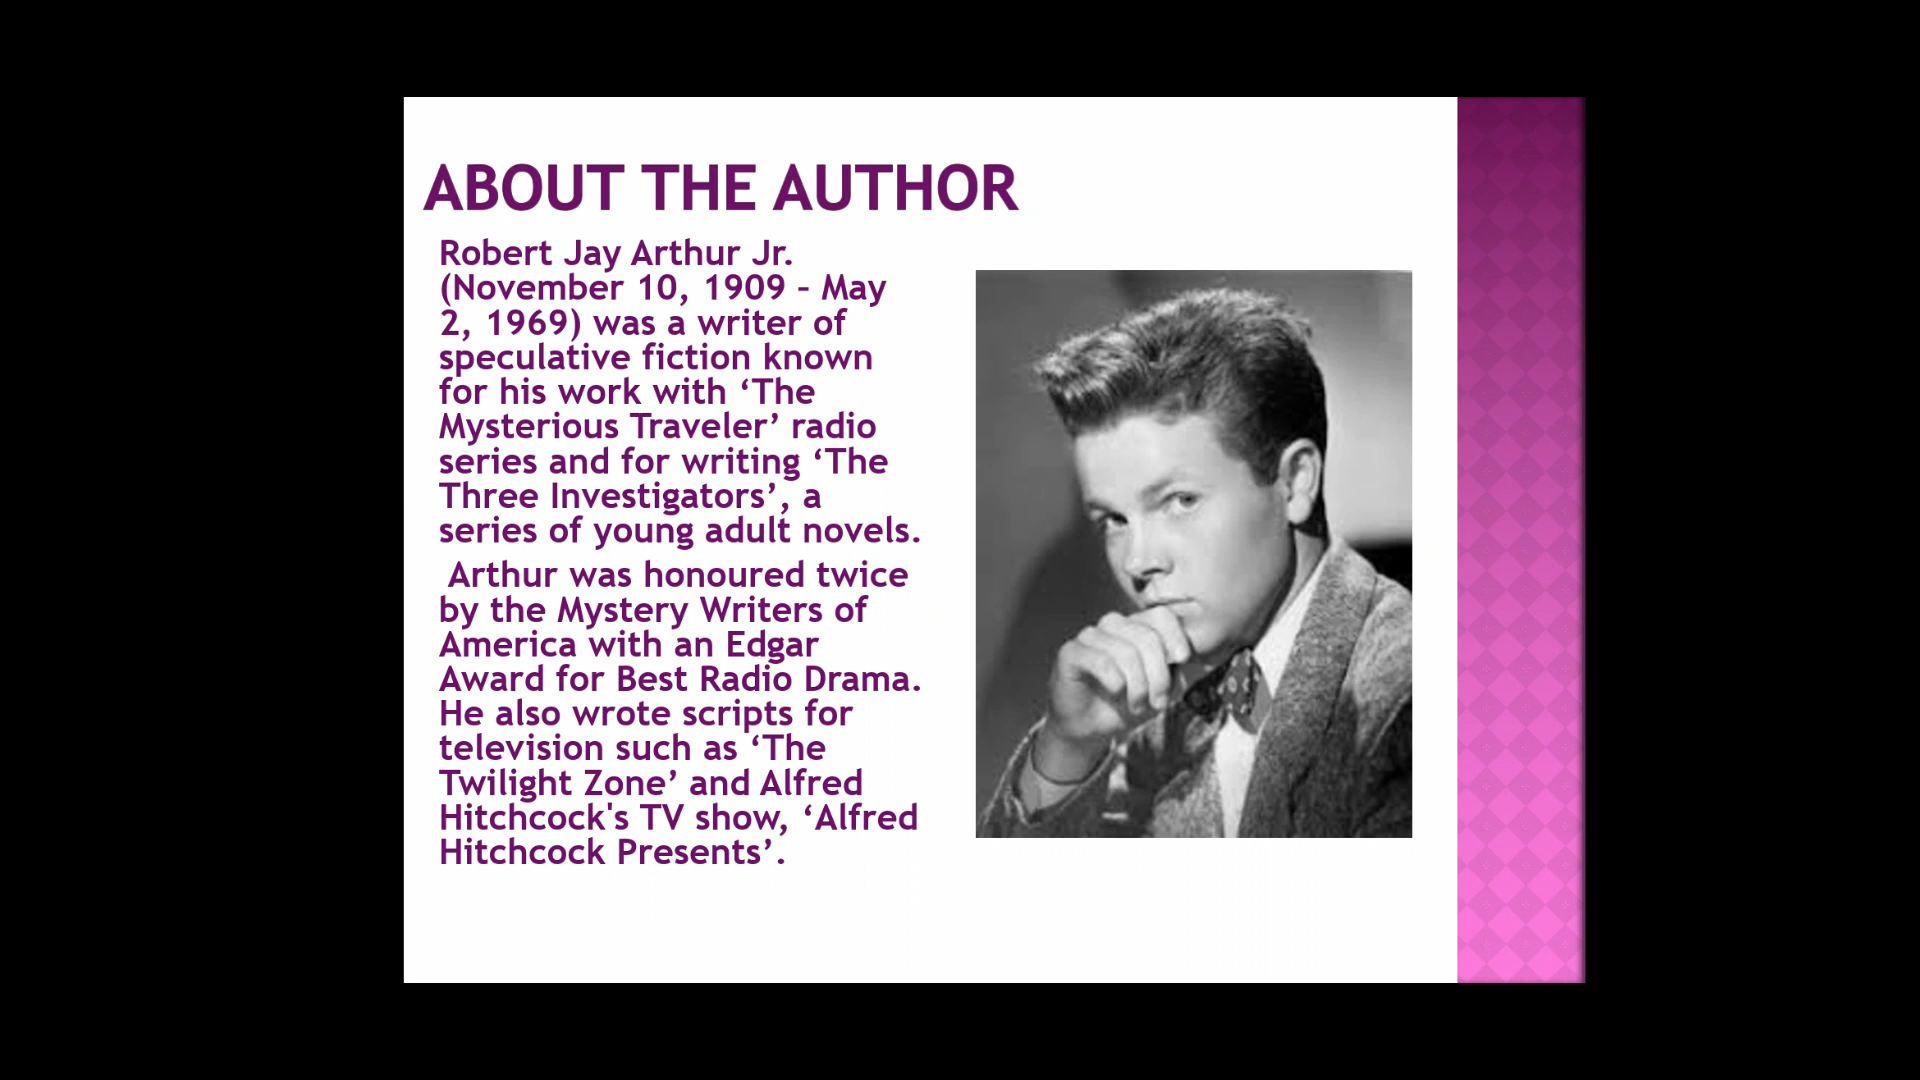 ABOUT THE AUTHOR
Robert Jay Arthur Jr.
(November 10, 1909 – May
2, 1969) was a writer of
speculative fiction known
for his work with ‘The
Mysterious Traveler’ radio
series and for writing ‘The
Three Investigators’, a
series of young adult novels.
Arthur was honoured twice
by the Mystery Writers of
America with an Edgar
Award for Best Radio Drama.
He also wrote scripts for
television such as ‘The
Twilight Zone’ and Alfred
Hitchcock's TV show, ‘Alfred
Hitchcock Presents’.